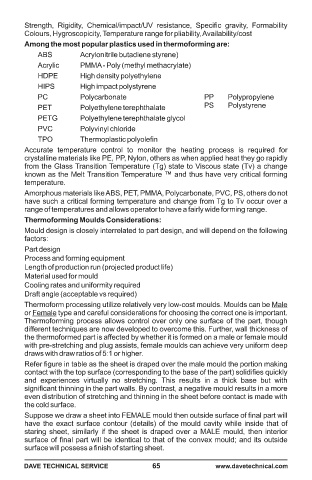 Strength, Rigidity, Chemical/impact/UV resistance, Specific gravity, Formability
Colours, Hygroscopicity, Temperature range for pliability, Availability/cost
Among the most popular plastics used in thermoforming are:
ABS Acrylonitrile butadiene styrene)
Acrylic PMMA - Poly (methyl methacrylate)
HDPE High density polyethylene
HIPS High impact polystyrene
PC Polycarbonate PP Polypropylene
PET Polyethylene terephthalate PS Polystyrene
PETG Polyethylene terephthalate glycol
PVC Polyvinyl chloride
TPO Thermoplastic polyolefin
Accurate temperature control to monitor the heating process is required for
crystalline materials like PE, PP, Nylon, others as when applied heat they go rapidly
from the Glass Transition Temperature (Tg) state to Viscous state (Tv) a change
known as the Melt Transition Temperature ™ and thus have very critical forming
temperature.
Amorphous materials like ABS, PET, PMMA, Polycarbonate, PVC, PS, others do not
have such a critical forming temperature and change from Tg to Tv occur over a
range of temperatures and allows operator to have a fairly wide forming range.
Thermoforming Moulds Considerations:
Mould design is closely interrelated to part design, and will depend on the following
factors:
Part design
Process and forming equipment
Length of production run (projected product life)
Material used for mould
Cooling rates and uniformity required
Draft angle (acceptable vs required)
Thermoform processing utilize relatively very low-cost moulds. Moulds can be Male
or Female type and careful considerations for choosing the correct one is important.
Thermoforming process allows control over only one surface of the part, though
different techniques are now developed to overcome this. Further, wall thickness of
the thermoformed part is affected by whether it is formed on a male or female mould
with pre-stretching and plug assists, female moulds can achieve very uniform deep
draws with draw ratios of 5:1 or higher.
Refer figure in table as the sheet is draped over the male mould the portion making
contact with the top surface (corresponding to the base of the part) solidifies quickly
and experiences virtually no stretching. This results in a thick base but with
significant thinning in the part walls. By contrast, a negative mould results in a more
even distribution of stretching and thinning in the sheet before contact is made with
the cold surface.
Suppose we draw a sheet into FEMALE mould then outside surface of final part will
have the exact surface contour (details) of the mould cavity while inside that of
staring sheet, similarly if the sheet is draped over a MALE mould, then interior
surface of final part will be identical to that of the convex mould; and its outside
surface will possess a finish of starting sheet.
DAVE TECHNICAL SERVICE 65 www.davetechnical.com